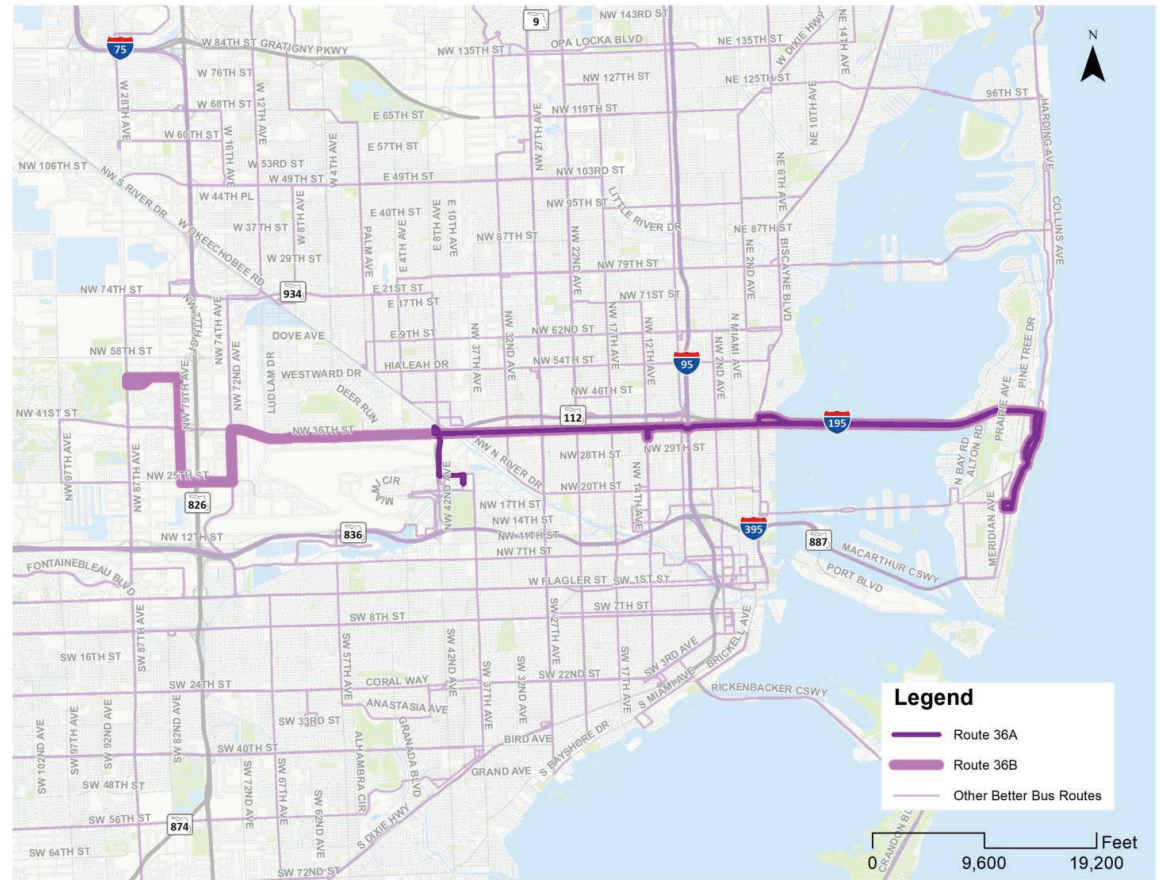 NW 143RD ST
9
NE 14TH AVE
W DIXIE HWY
N
75
W 84TH ST
GRATIGNY PKWY
NW 135TH ST
OPA LOCKA BLVD
NE 135TH ST
W 76TH ST
W 28TH AVE
W 12TH AVE
NW 127TH ST
NE 125TH ST
NE 10TH AVE
96TH ST
W 68TH ST
E 65TH ST
NW 119TH ST
HARDING AVE
W 60TH ST
W 16TH AVE
W 4TH AVE
E 57TH ST
NW 27TH AVE
NW 106TH ST
W 53RD ST
W 49TH ST
E 49TH ST
NW 103RD ST
NE 6TH AVE
NW S RIVER DR
W 44TH PL
W 8TH AVE
LITTLE RIVER DR
COLLINS AVE
W OKEECHOBEE RD
W 37TH ST
PALM AVE
E 40TH ST
E 4TH AVE
E 8TH AVE
E 10TH AVE
NW 95TH ST
NW 22ND AVE
NW 87TH ST
NE 87TH ST
BISCAYNE BLVD
W 29TH ST
NW 79TH ST
NE 2ND AVE
NW 74TH ST
934
E 21ST ST
E 17TH ST
NW 71ST ST
NW 77TH CT
NW 74TH AVE
NW 72ND AVE
DOVE AVE
E 9TH ST
NW 37TH AVE
NW 32ND AVE
NW 62ND ST
NW 17TH AVE
NW 12TH AVE
N MIAMI AVE
NW 2ND AVE
PINE TREE DR
NW 58TH ST
LUDLAM DR
WESTWARD DR
HIALEAH DR
NW 54TH ST
95
NW 79TH AVE
DEER RUN
NW 46TH ST
PRAIRIE AVE
NW 41ST ST
NW 36TH ST
112
195
NW 97TH AVE
NW 87TH AVE
NW N RIVER DR
NW 28TH ST
NW 29TH ST
N BAY RD
ALTON RD
NW 25TH ST
MIA NW CIR
NW 42ND AVE
NW 20TH ST
NW 14TH AVE
826
NW 17TH ST
NW 14TH ST
MERIDIAN AVE
NW 12TH ST
836
NW 11TH ST
395
887
NW 7TH ST
MACARTHUR CSWY
FONTAINEBLEAU BLVD
W FLAGLER ST
SW 1ST ST
PORT BLVD
SW 8TH ST
SW 7TH ST
SW 87TH AVE
SW 27TH AVE
BRICKELL AVE
SW 16TH ST
SW 57TH AVE
SW 42ND AVE
SW 37TH AVE
SW 32ND AVE
SW 22ND ST
SW 17TH AVE
SW 3RD AVE
S MIAMI AVE
SW 24TH ST
CORAL WAY
RICKENBACKER CSWY
ANASTASIA AVE
SW 102ND AVE
SW 97TH AVE
SW 92ND AVE
SW 82ND AVE
SW 33RD ST
GRANADA BLVD
BIRD AVE
S BAYSHORE DR
SW 40TH ST
ALHAMBRA CIR
GRAND AVE
SW 48TH ST
SW 72ND AVE
SW 67TH AVE
SW 62ND AVE
SW 56TH ST
874
S DIXIE HWY
SW 64TH ST
SW 72ND ST
CRANDON BL
Legend
Route 36A
Route 36B
Other Better Bus Routes
Feet
0 9,600 19,200